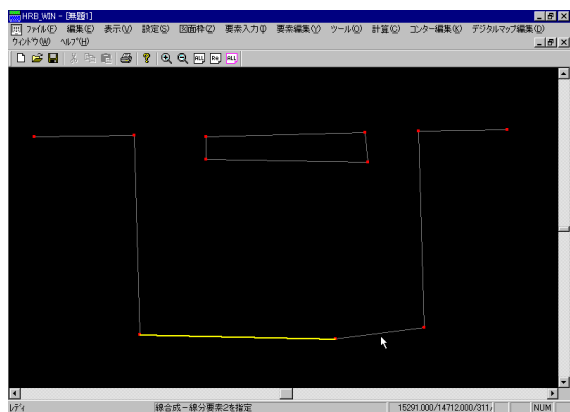 HRB_WIN - [無題1]
ファイル(F) 編集(E) 表示(V) 設定(S) 図面枠(Z) 要素入力(I) 要素編集(Y) ツール(O) 計算(C) コンター編集(K) デジタルマップ編集(D)
ウィンドウ(W) ヘルプ(H)
ALL R+ ALL
レディ 線合成－線分要素2を指定 15291.000/14712.000/311./ NUM